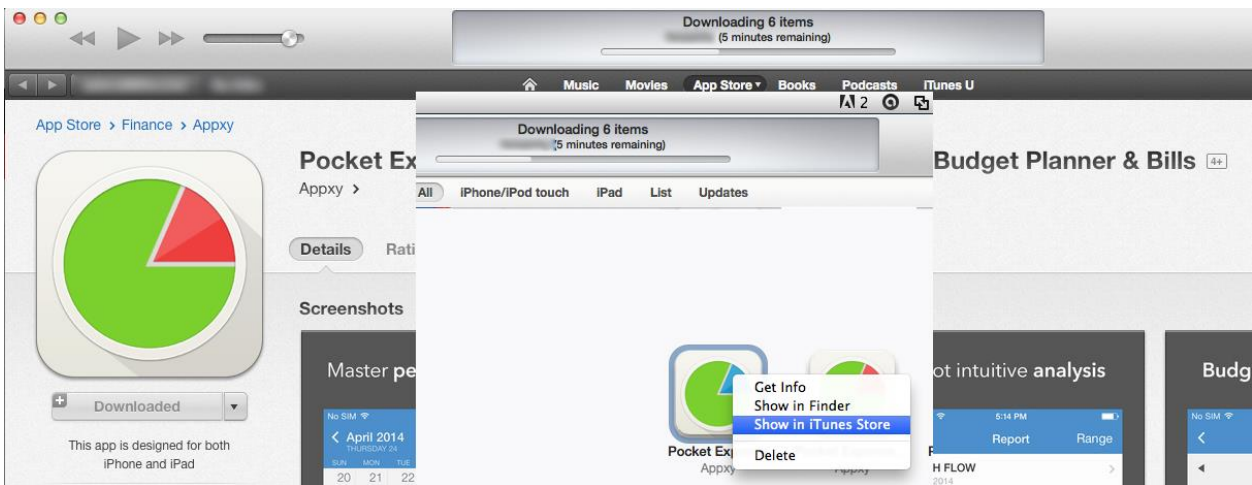 Downloading 6 items
(5 minutes remaining)
Music Movies App Store Books Podcasts iTunes U
2
Downloading 6 items
(5 minutes remaining)
App Store > Finance > Appxy
Pocket Ex
Budget Planner & Bills 4+
Appxy >
All iPhone/iPod touch iPad List Updates
Details Rati
Screenshots
Master pe
ot intuitive analysis
Budg
Get Info
Show in Finder
Show in iTunes Store
Delete
Pocket Exp
Appxy
Appxy
Downloaded
This app is designed for both
iPhone and iPad
No SIM
April 2014
THURSDAY 24
SUN MON TUE
20 21 22
5:14 PM
Report Range
H FLOW
2014
No SIM